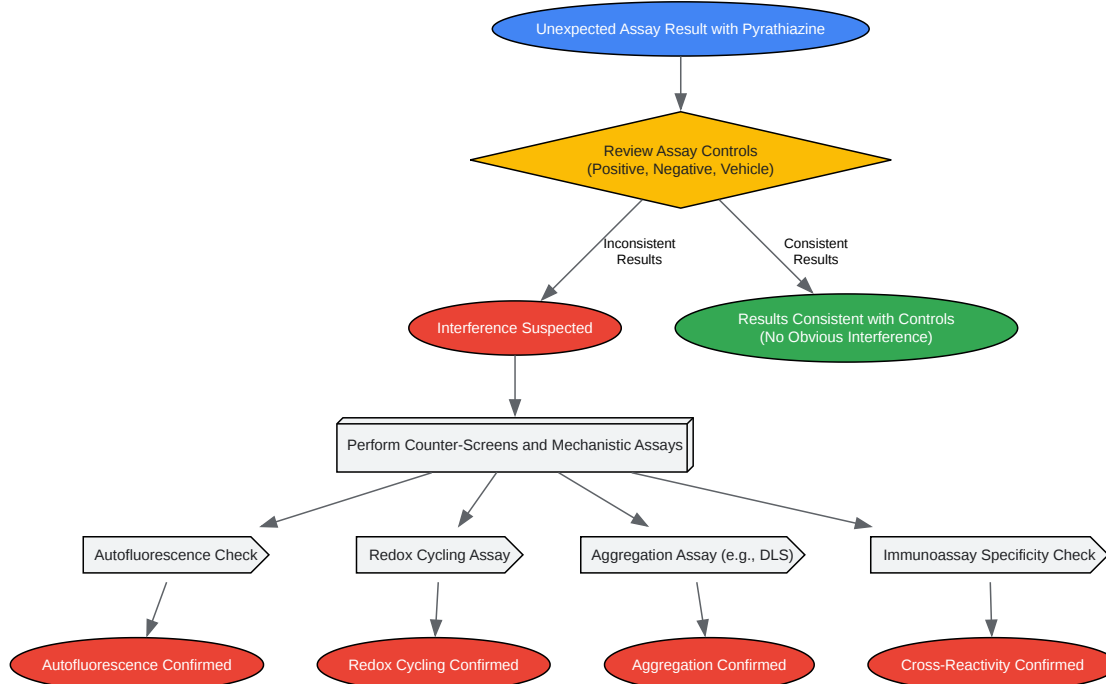 Unexpected Assay Result with Pyrathiazine
Review Assay Controls
(Positive, Negative, Vehicle)
Inconsistent
Results
Consistent
Results
Interference Suspected
Results Consistent with Controls
(No Obvious Interference)
Perform Counter-Screens and Mechanistic Assays
Autofluorescence Check
Redox Cycling Assay
Aggregation Assay (e.g., DLS)
Immunoassay Specificity Check
Autofluorescence Confirmed
Redox Cycling Confirmed
Aggregation Confirmed
Cross-Reactivity Confirmed